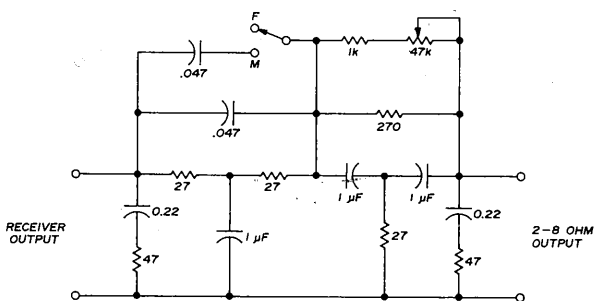 F
M
.047
1k
47k
.047
270
27
27
1 µF
1 µF
RECEIVER
OUTPUT
0.22
1 µF
27
0.22
2-8 OHM
OUTPUT
47
47